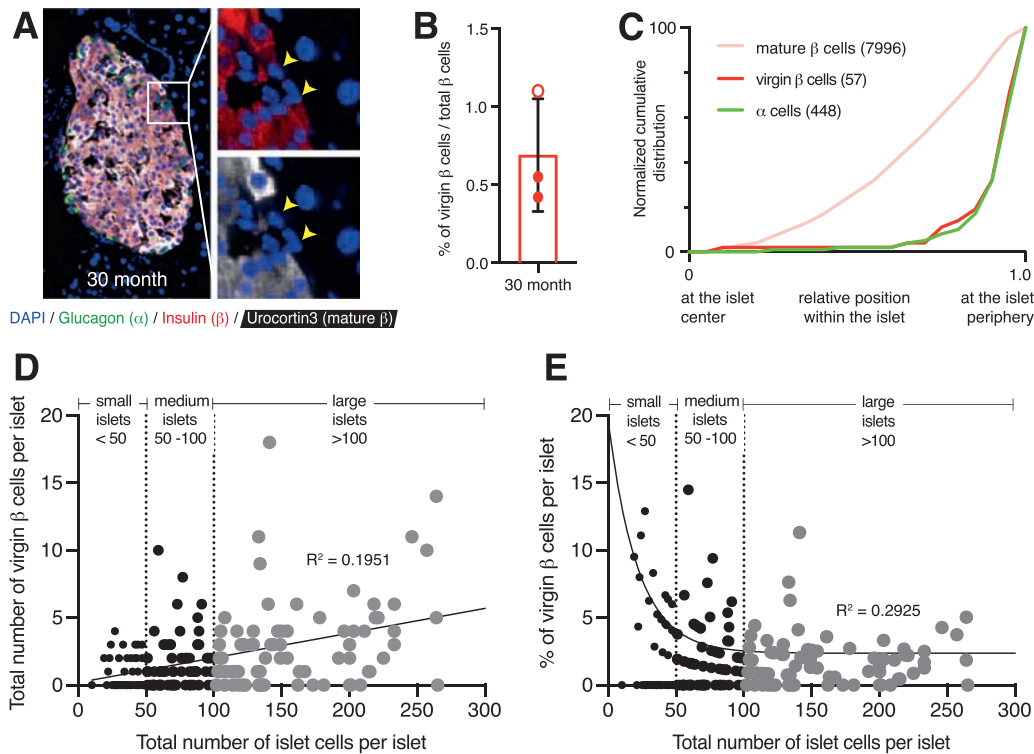 A
30 month
DAPI / Glucagon (α) / Insulin (β) / Urocortin3 (mature β)
B
% of virgin β cells / total β cells
1.5
1.0
0.5
0.0
30 month
C
Normalized cumulative
distribution
100
0
mature β cells (7996)
virgin β cells (57)
α cells (448)
0
1.0
at the islet
center
relative position
within the islet
at the islet
periphery
D
Total number of virgin β cells per islet
small
islets
< 50
medium
islets
50 -100
large
islets
>100
20
15
10
5
0
R² = 0.1951
0 50 100 150 200 250 300
Total number of islet cells per islet
E
% of virgin β cells per islet
small
islets
< 50
medium
islets
50 -100
large
islets
>100
20
15
10
5
0
R² = 0.2925
0 50 100 150 200 250 300
Total number of islet cells per islet